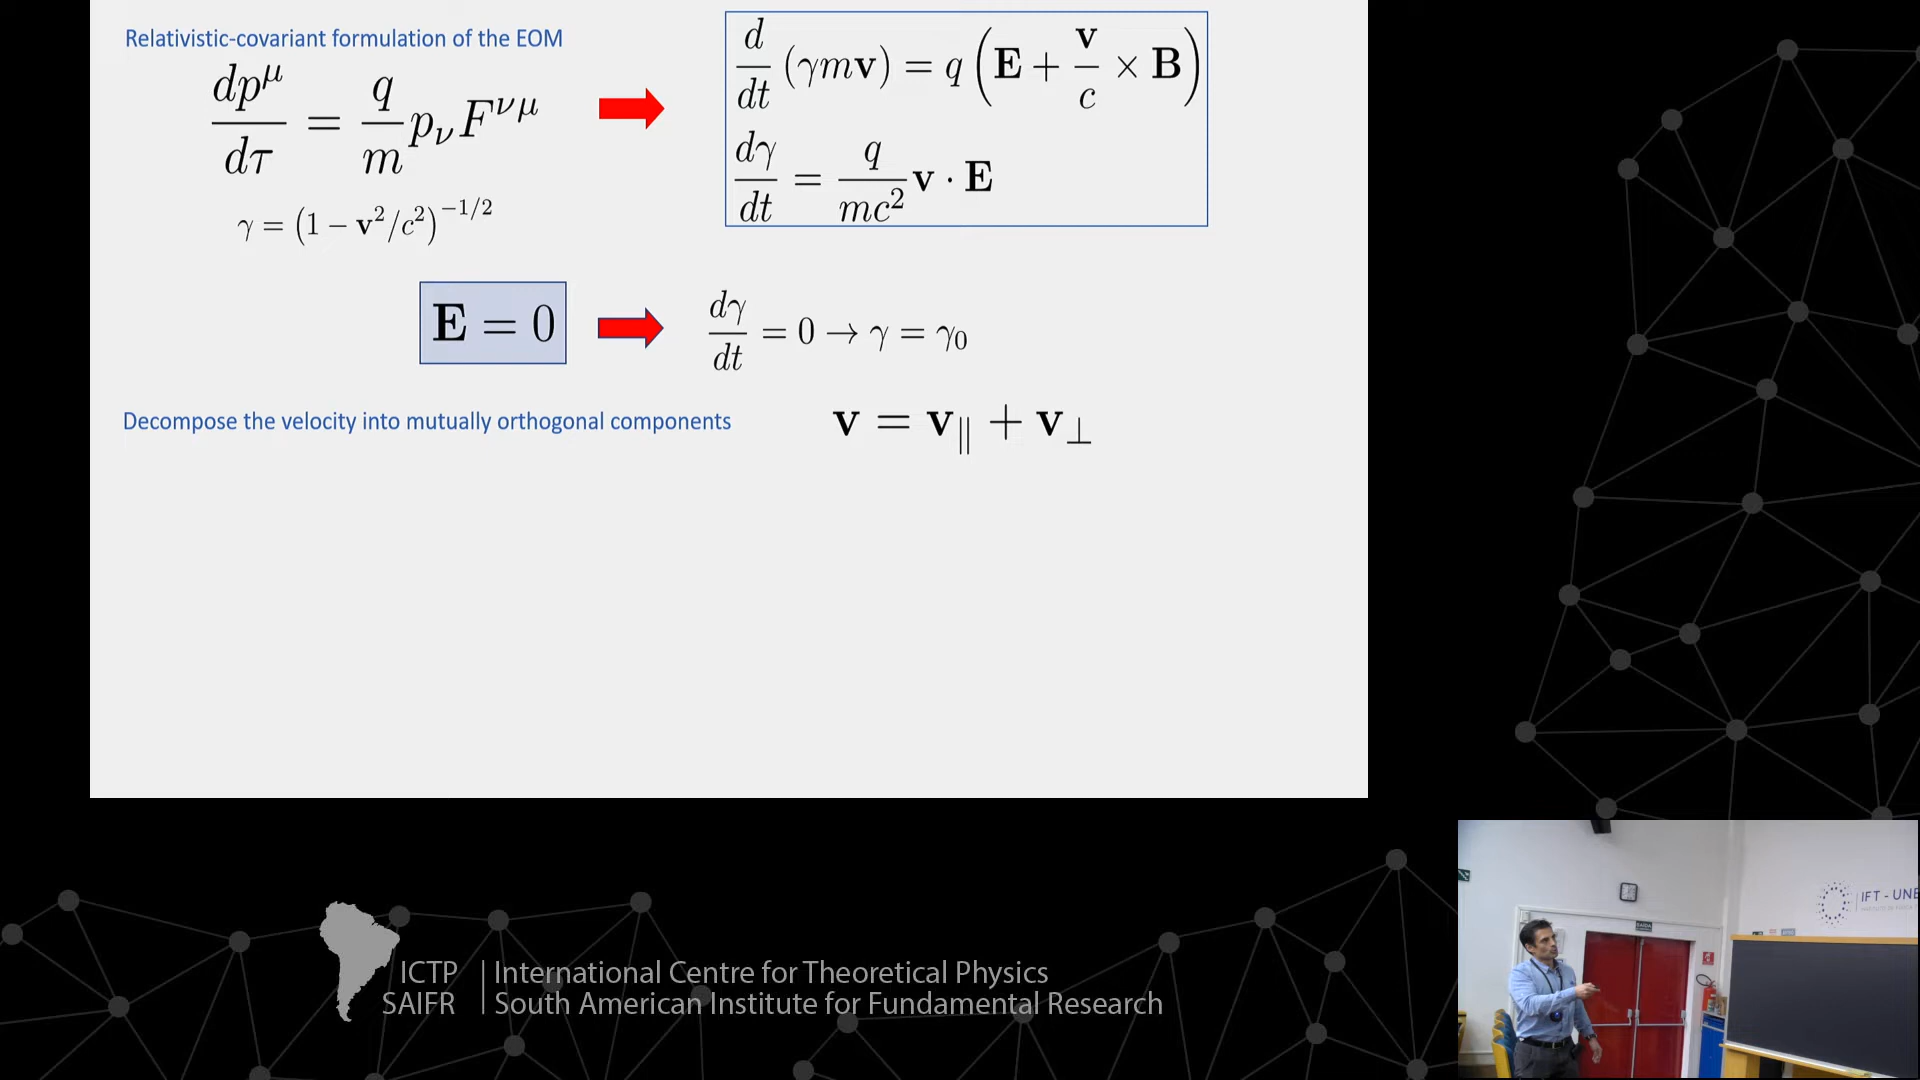 Relativistic-covariant formulation of the EOM
dp^μ/dτ = q/m p_ν F^{νμ}
γ = (1 − v²/c²)^{−1/2}
d/dt (γmv) = q (E + v/c × B)
dγ/dt = q/mc² v · E
E = 0
dγ/dt = 0 → γ = γ₀
Decompose the velocity into mutually orthogonal components
v = v_∥ + v_⊥
ICTP | International Centre for Theoretical Physics
SAIFR | South American Institute for Fundamental Research
IFT - UNE